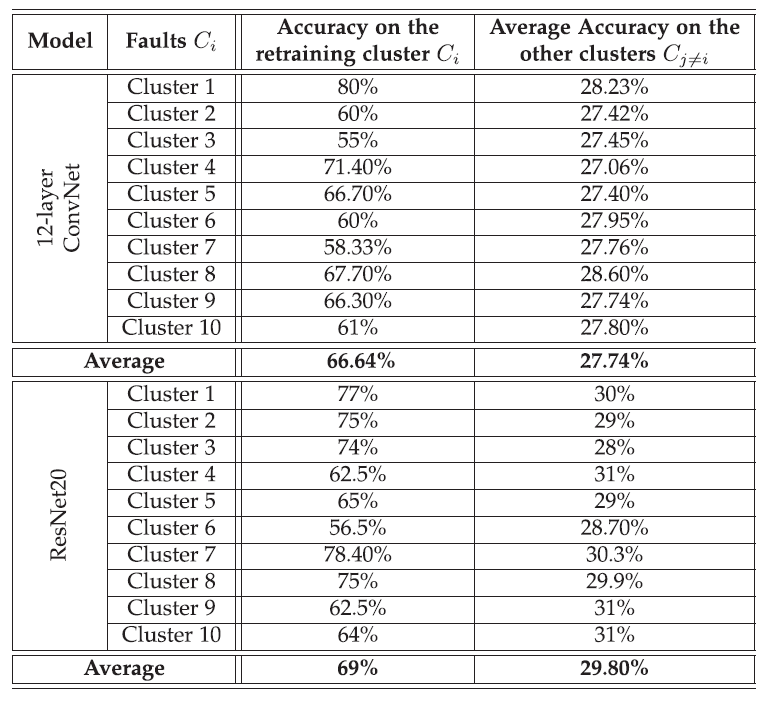 Model Faults C_i Accuracy on the retraining cluster C_i Average Accuracy on the other clusters C_{j≠i}
12-layer ConvNet
Cluster 1 80% 28.23%
Cluster 2 60% 27.42%
Cluster 3 55% 27.45%
Cluster 4 71.40% 27.06%
Cluster 5 66.70% 27.40%
Cluster 6 60% 27.95%
Cluster 7 58.33% 27.76%
Cluster 8 67.70% 28.60%
Cluster 9 66.30% 27.74%
Cluster 10 61% 27.80%
Average 66.64% 27.74%
ResNet20
Cluster 1 77% 30%
Cluster 2 75% 29%
Cluster 3 74% 28%
Cluster 4 62.5% 31%
Cluster 5 65% 29%
Cluster 6 56.5% 28.70%
Cluster 7 78.40% 30.3%
Cluster 8 75% 29.9%
Cluster 9 62.5% 31%
Cluster 10 64% 31%
Average 69% 29.80%